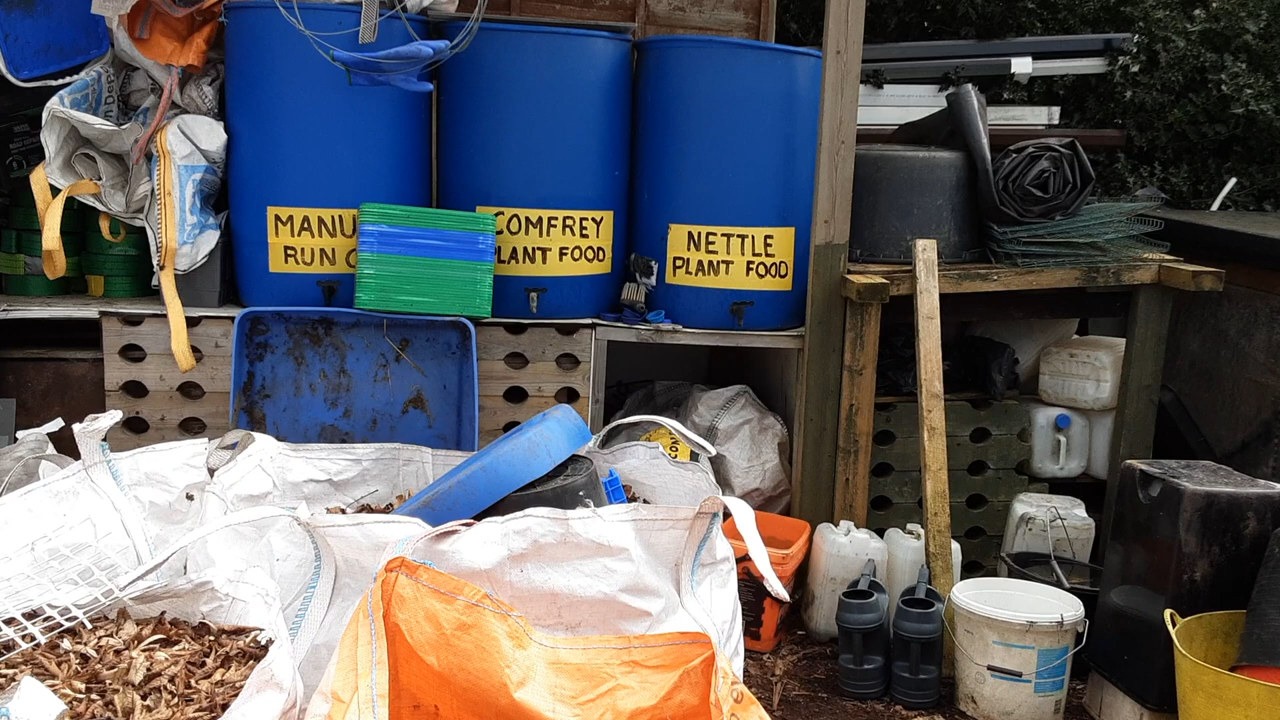 MANU
RUN O
COMFREY
PLANT FOOD
NETTLE
PLANT FOOD